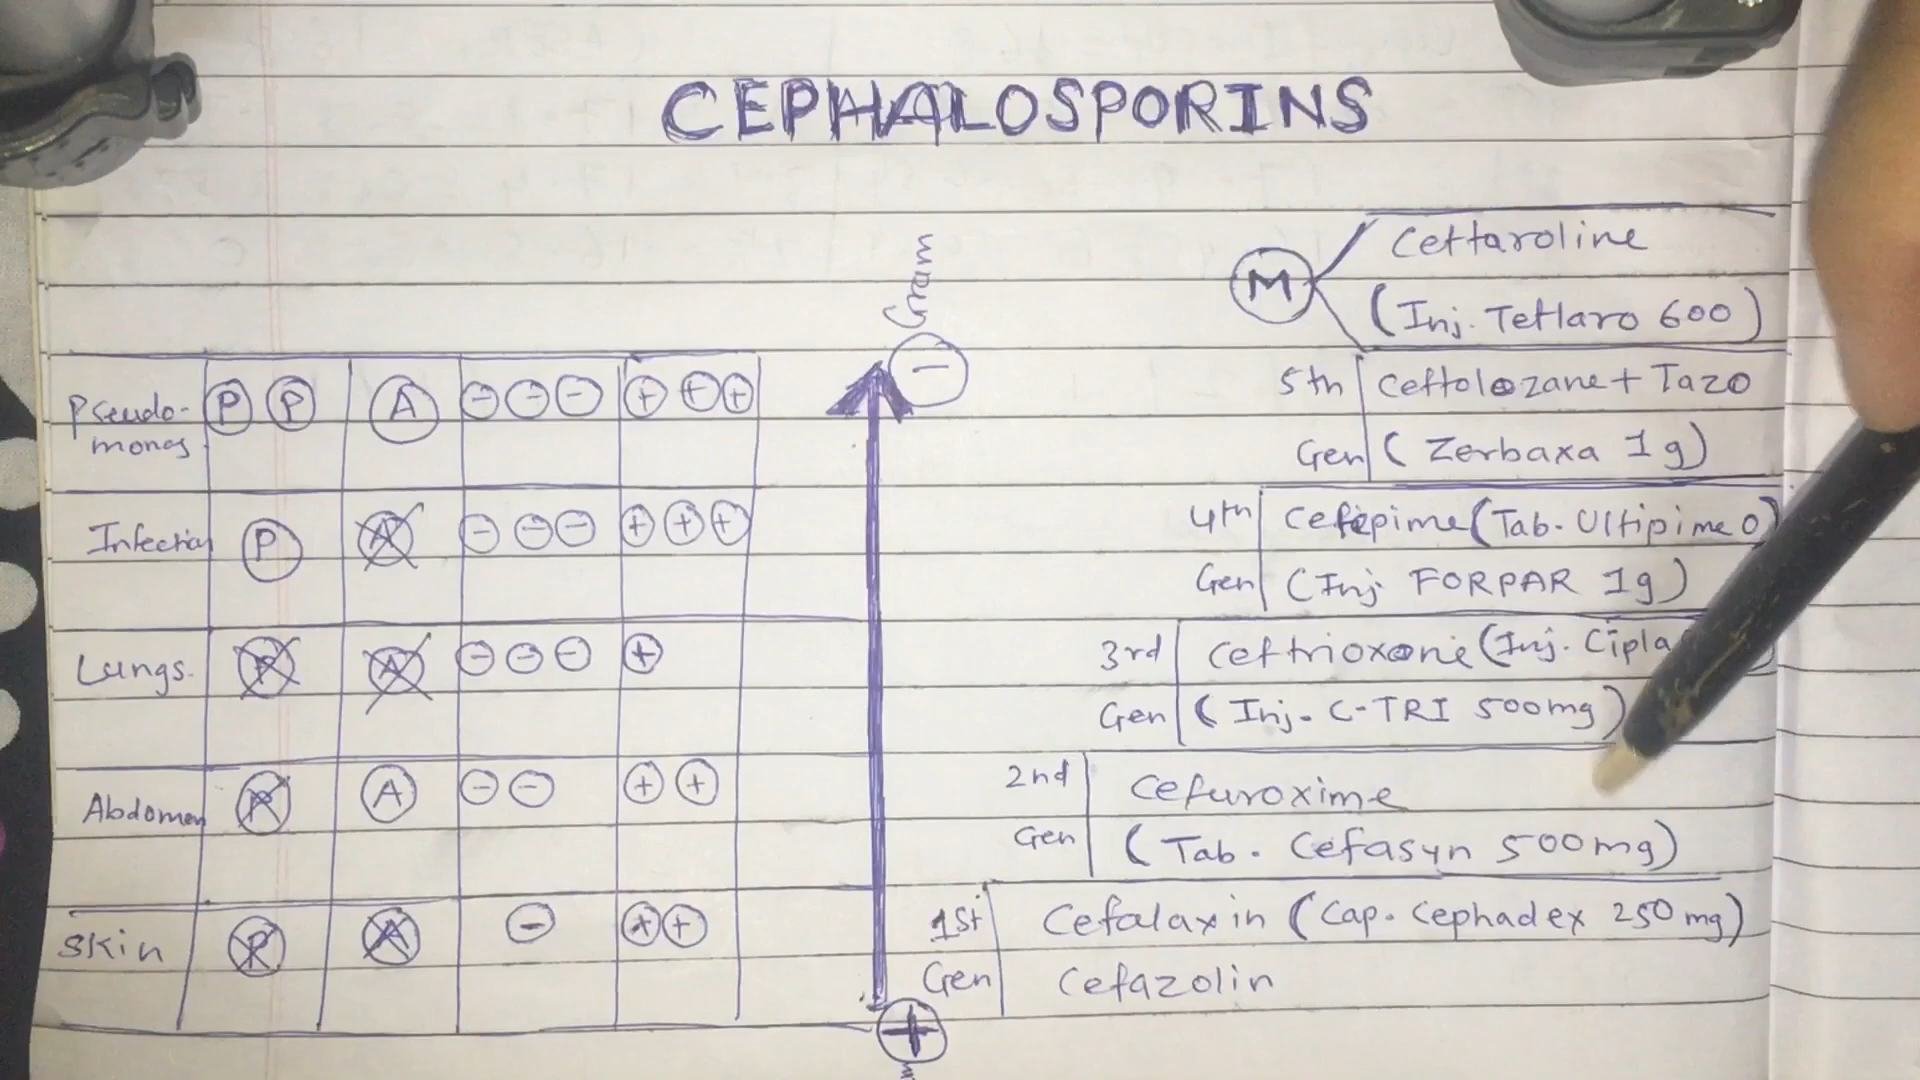 CEPHALOSPORINS
Gram
M
Ceftaroline
(Inj. Teflaro 600)
Pseudo-
monas
P P A - - - + + +
-
5th
Gen
Ceftolozane + Tazo
(Zerbaxa 1g)
Infection
P A - - - + + +
4th
Gen
Cefepime (Tab. Ultipime O)
(Inj. FORPAR 1g)
Lungs.
P A - - - +
3rd
Gen
Ceftrioxone (Inj. Cipla
(Inj. C-TRI 500mg)
Abdomen
P A - - + +
2nd
Gen
Cefuroxime
(Tab. Cefasyn 500mg)
Skin
P A - + +
1st
Gen
Cefalaxin (Cap. Cephadex 250mg)
Cefazolin
+